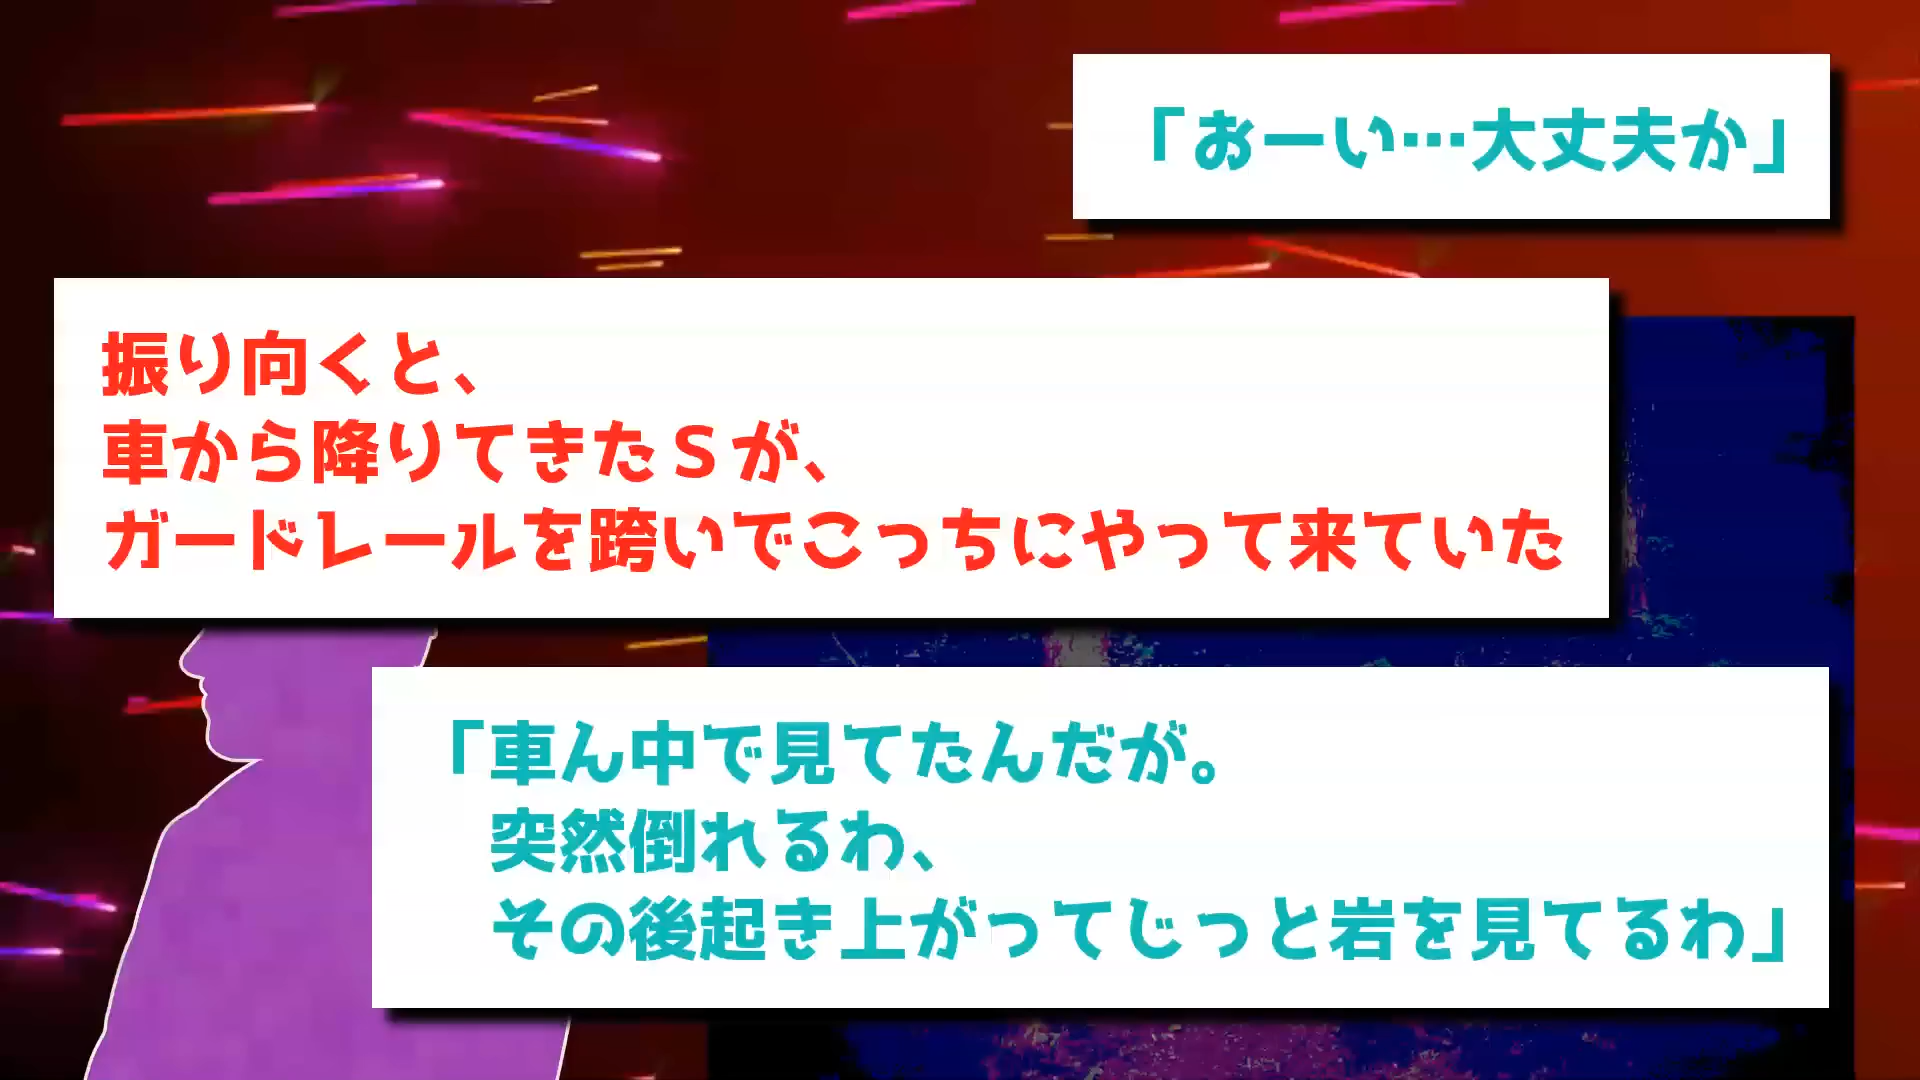 「おーい…大丈夫か」
振り向くと、
車から降りてきたＳが、
ガードレールを跨いでこっちにやって来ていた
「車ん中で見てたんだが。
突然倒れるわ、
その後起き上がってじっと岩を見てるわ」